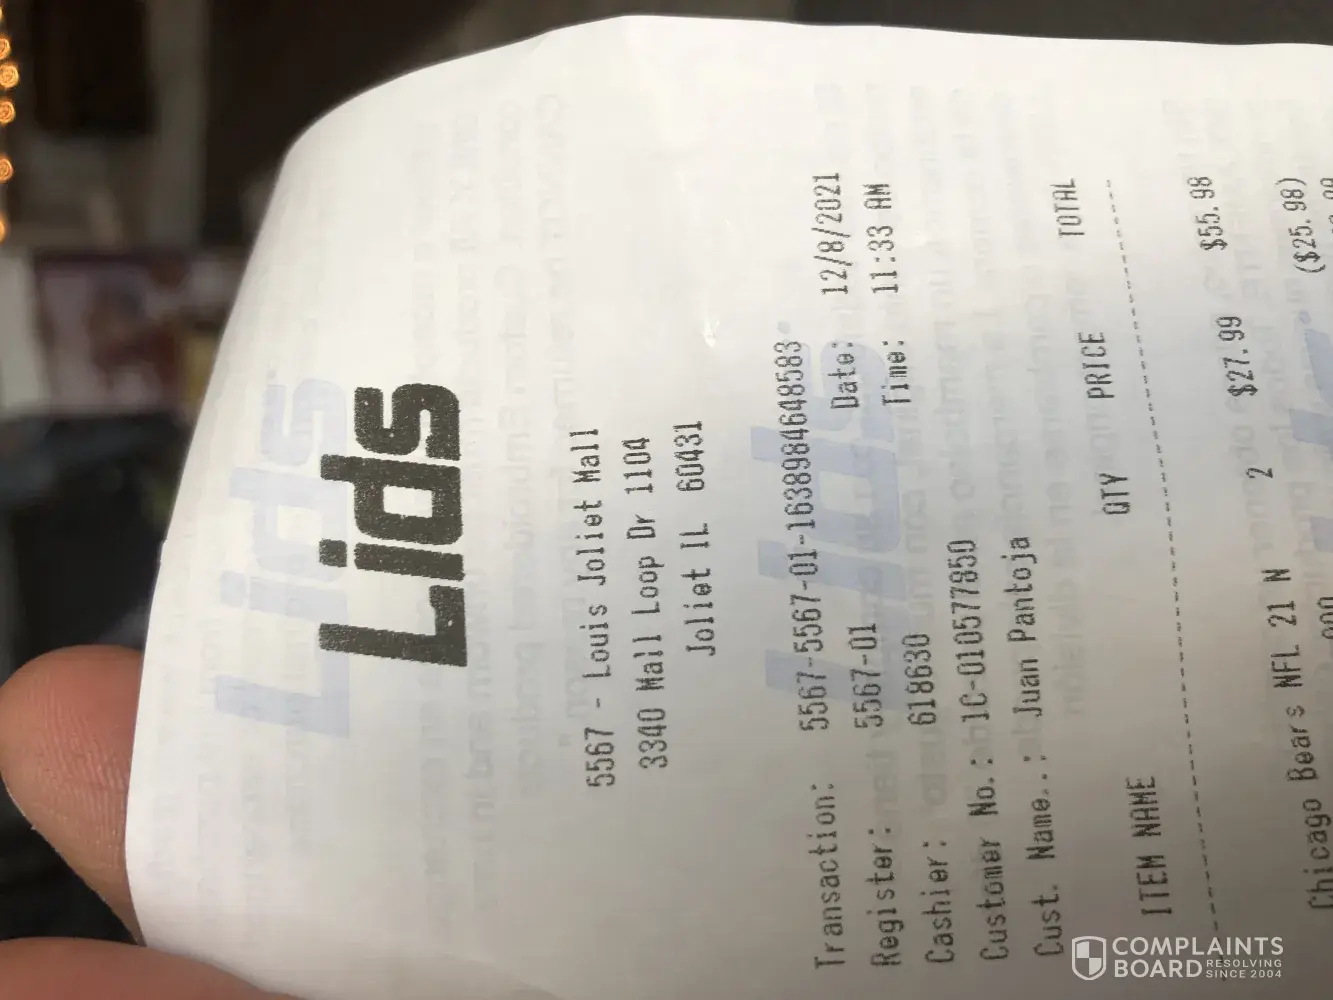 Lids
5567 - Louis Joliet Mall
3340 Mall Loop Dr 1104
Joliet IL 60431
Transaction: 5567-5567-01-1638984648583
Register: 5567-01 Date: 12/8/2021
Cashier: 618630 Time: 11:33 AM
Customer No.: 1C-010577850
Cust. Name..: Juan Pantoja
ITEM NAME QTY PRICE TOTAL
Chicago Bears NFL 21 N 2 $27.99 $55.98
($25.98)
COMPLAINTS
BOARD RESOLVING
SINCE 2004